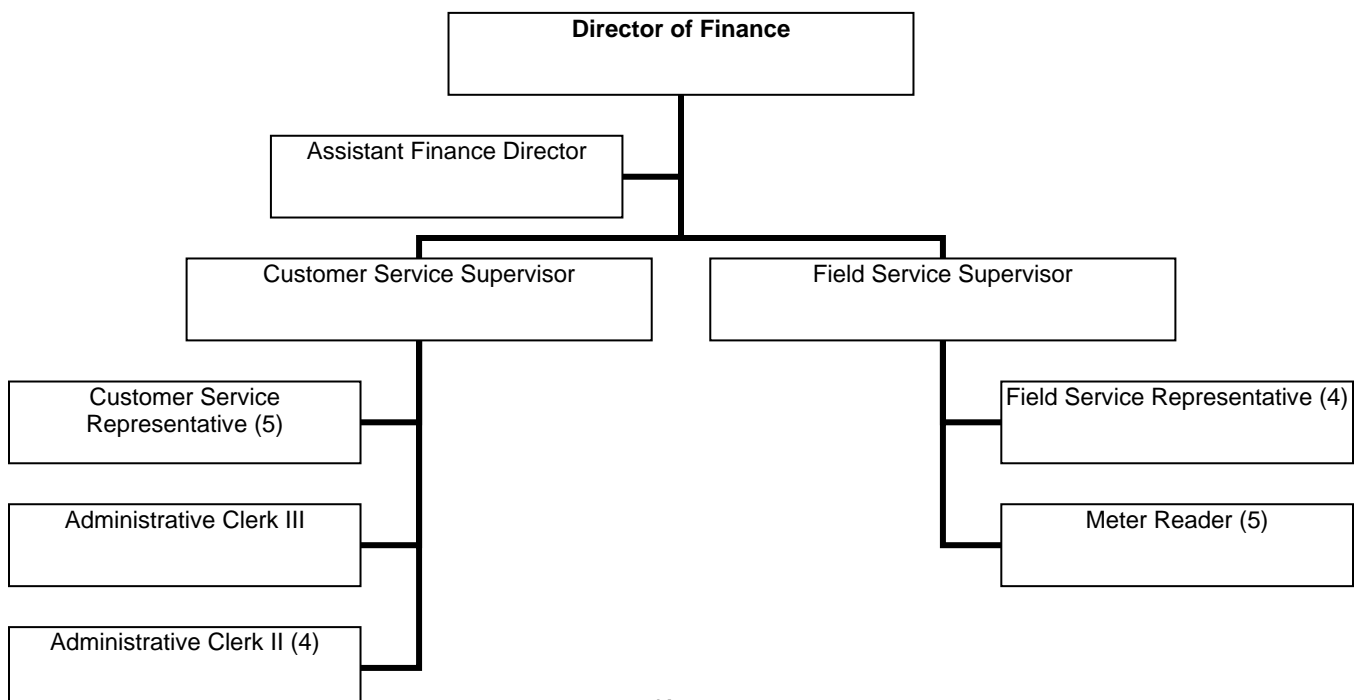 Director of Finance
Assistant Finance Director
Customer Service Supervisor
Field Service Supervisor
Customer Service
Representative (5)
Field Service Representative (4)
Administrative Clerk III
Meter Reader (5)
Administrative Clerk II (4)